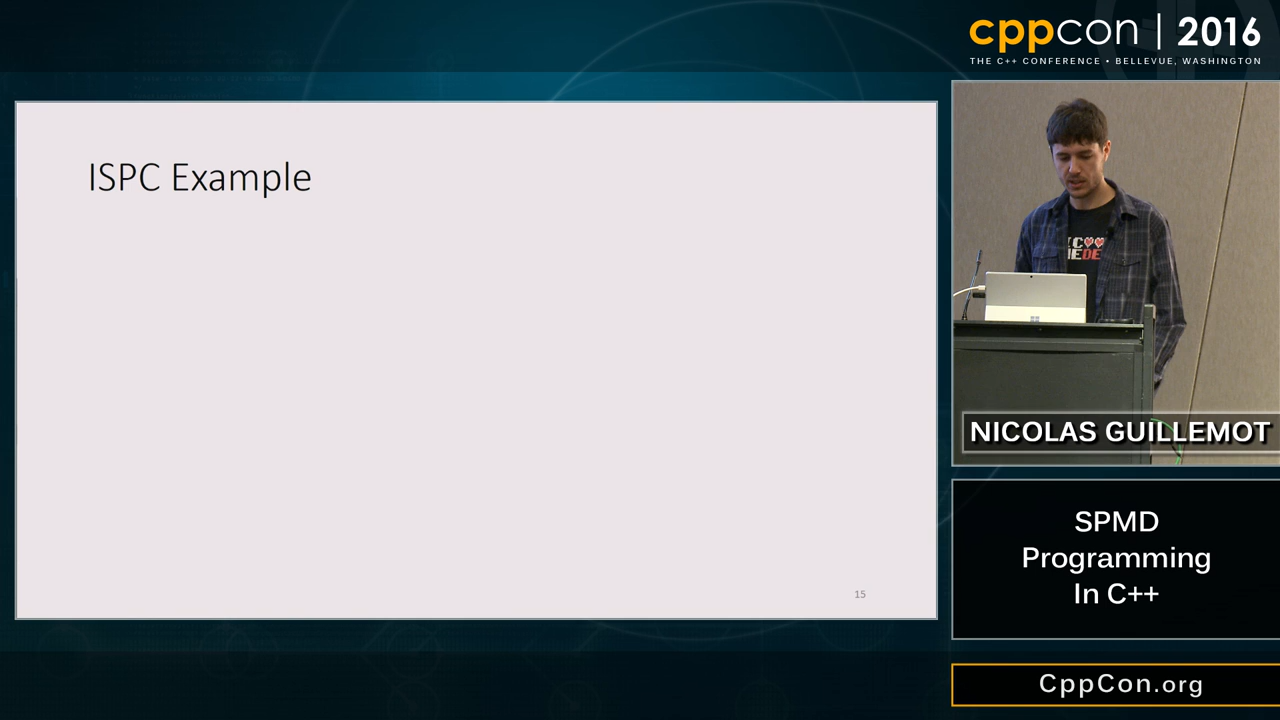 cppcon | 2016
THE C++ CONFERENCE • BELLEVUE, WASHINGTON
ISPC Example
15
NICOLAS GUILLEMOT
SPMD
Programming
In C++
CppCon.org